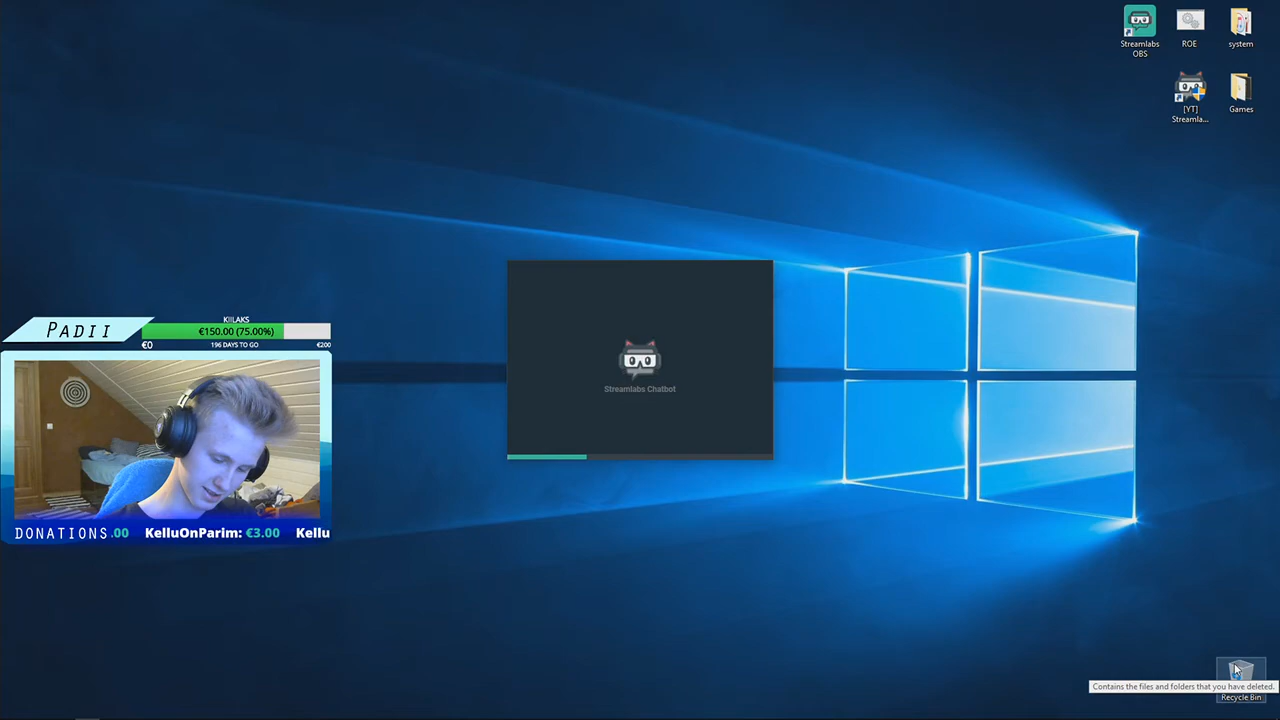 Streamlabs
OBS
ROE
system
[YT]
Streamla...
Games
Streamlabs Chatbot
PADII
KIILAKS
€150.00 (75.00%)
€0
196 DAYS TO GO
€200
DONATIONS
.00 KelluOnParim: €3.00 Kellu
Contains the files and folders that you have deleted.
Recycle Bin